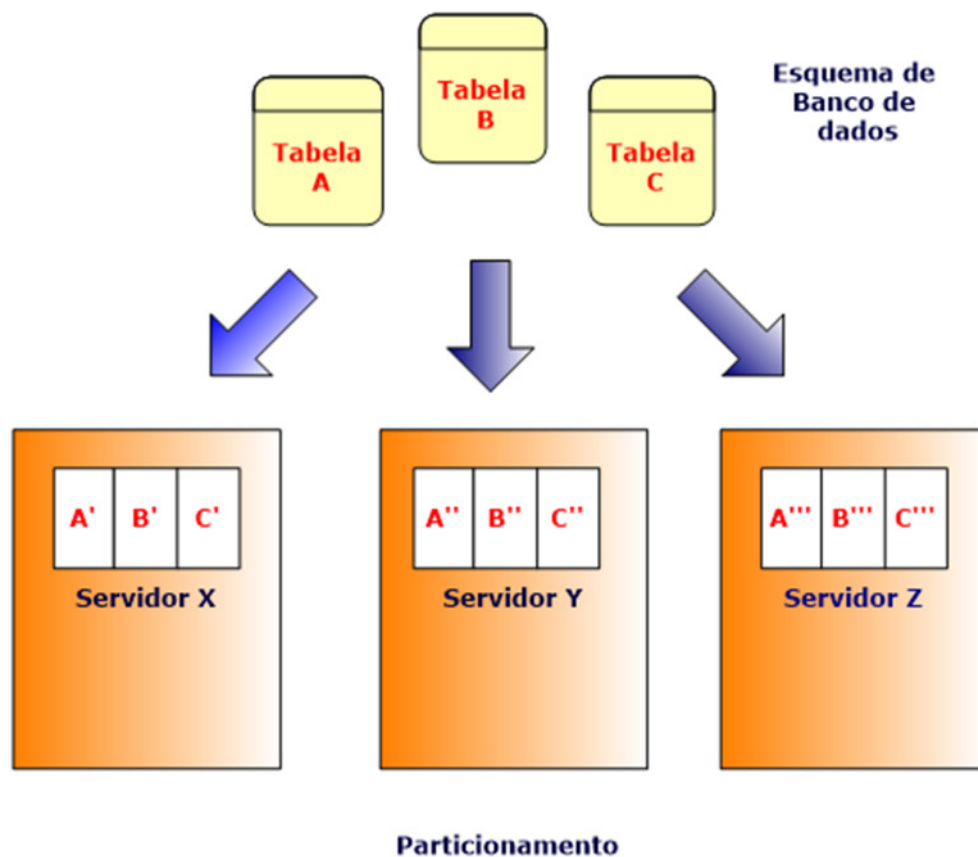 Tabela
A
Tabela
B
Tabela
C
Esquema de
Banco de
dados
A' B' C'
Servidor X
A'' B'' C''
Servidor Y
A''' B''' C'''
Servidor Z
Particionamento